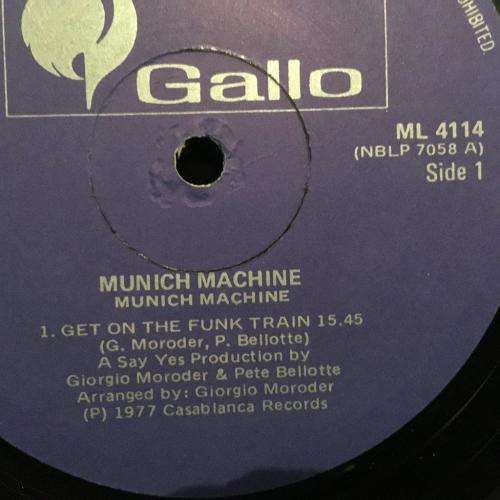 OHIBITED.
Gallo
ML 4114
(NBLP 7058 A)
Side 1
MUNICH MACHINE
MUNICH MACHINE
1. GET ON THE FUNK TRAIN 15.45
(G. Moroder, P. Bellotte)
A Say Yes Production by
Giorgio Moroder & Pete Bellotte
Arranged by: Giorgio Moroder
(P) 1977 Casablanca Records